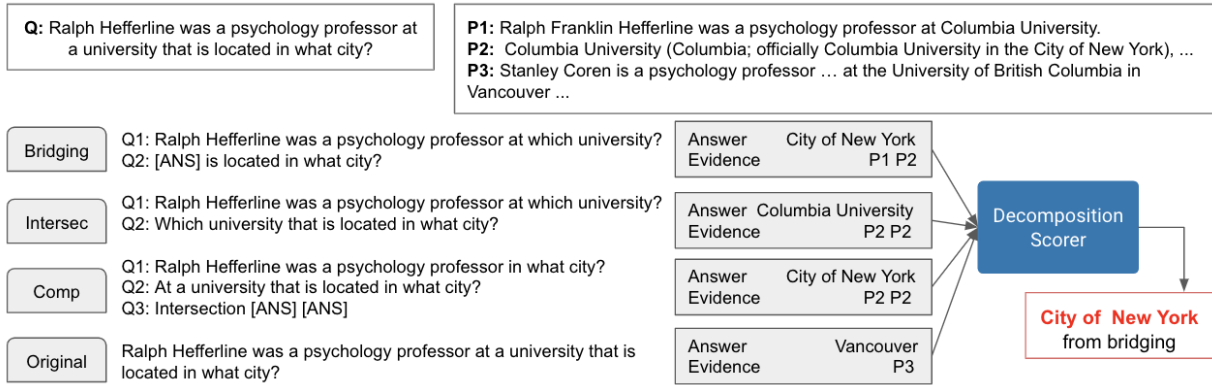 Q: Ralph Hefferline was a psychology professor at
a university that is located in what city?
P1: Ralph Franklin Hefferline was a psychology professor at Columbia University.
P2: Columbia University (Columbia; officially Columbia University in the City of New York), ...
P3: Stanley Coren is a psychology professor … at the University of British Columbia in
Vancouver ...
Bridging
Q1: Ralph Hefferline was a psychology professor at which university?
Q2: [ANS] is located in what city?
Answer City of New York
Evidence P1 P2
Intersec
Q1: Ralph Hefferline was a psychology professor at which university?
Q2: Which university that is located in what city?
Answer Columbia University
Evidence P2 P2
Comp
Q1: Ralph Hefferline was a psychology professor in what city?
Q2: At a university that is located in what city?
Q3: Intersection [ANS] [ANS]
Answer City of New York
Evidence P2 P2
Original
Ralph Hefferline was a psychology professor at a university that is
located in what city?
Answer Vancouver
Evidence P3
Decomposition
Scorer
City of New York
from bridging